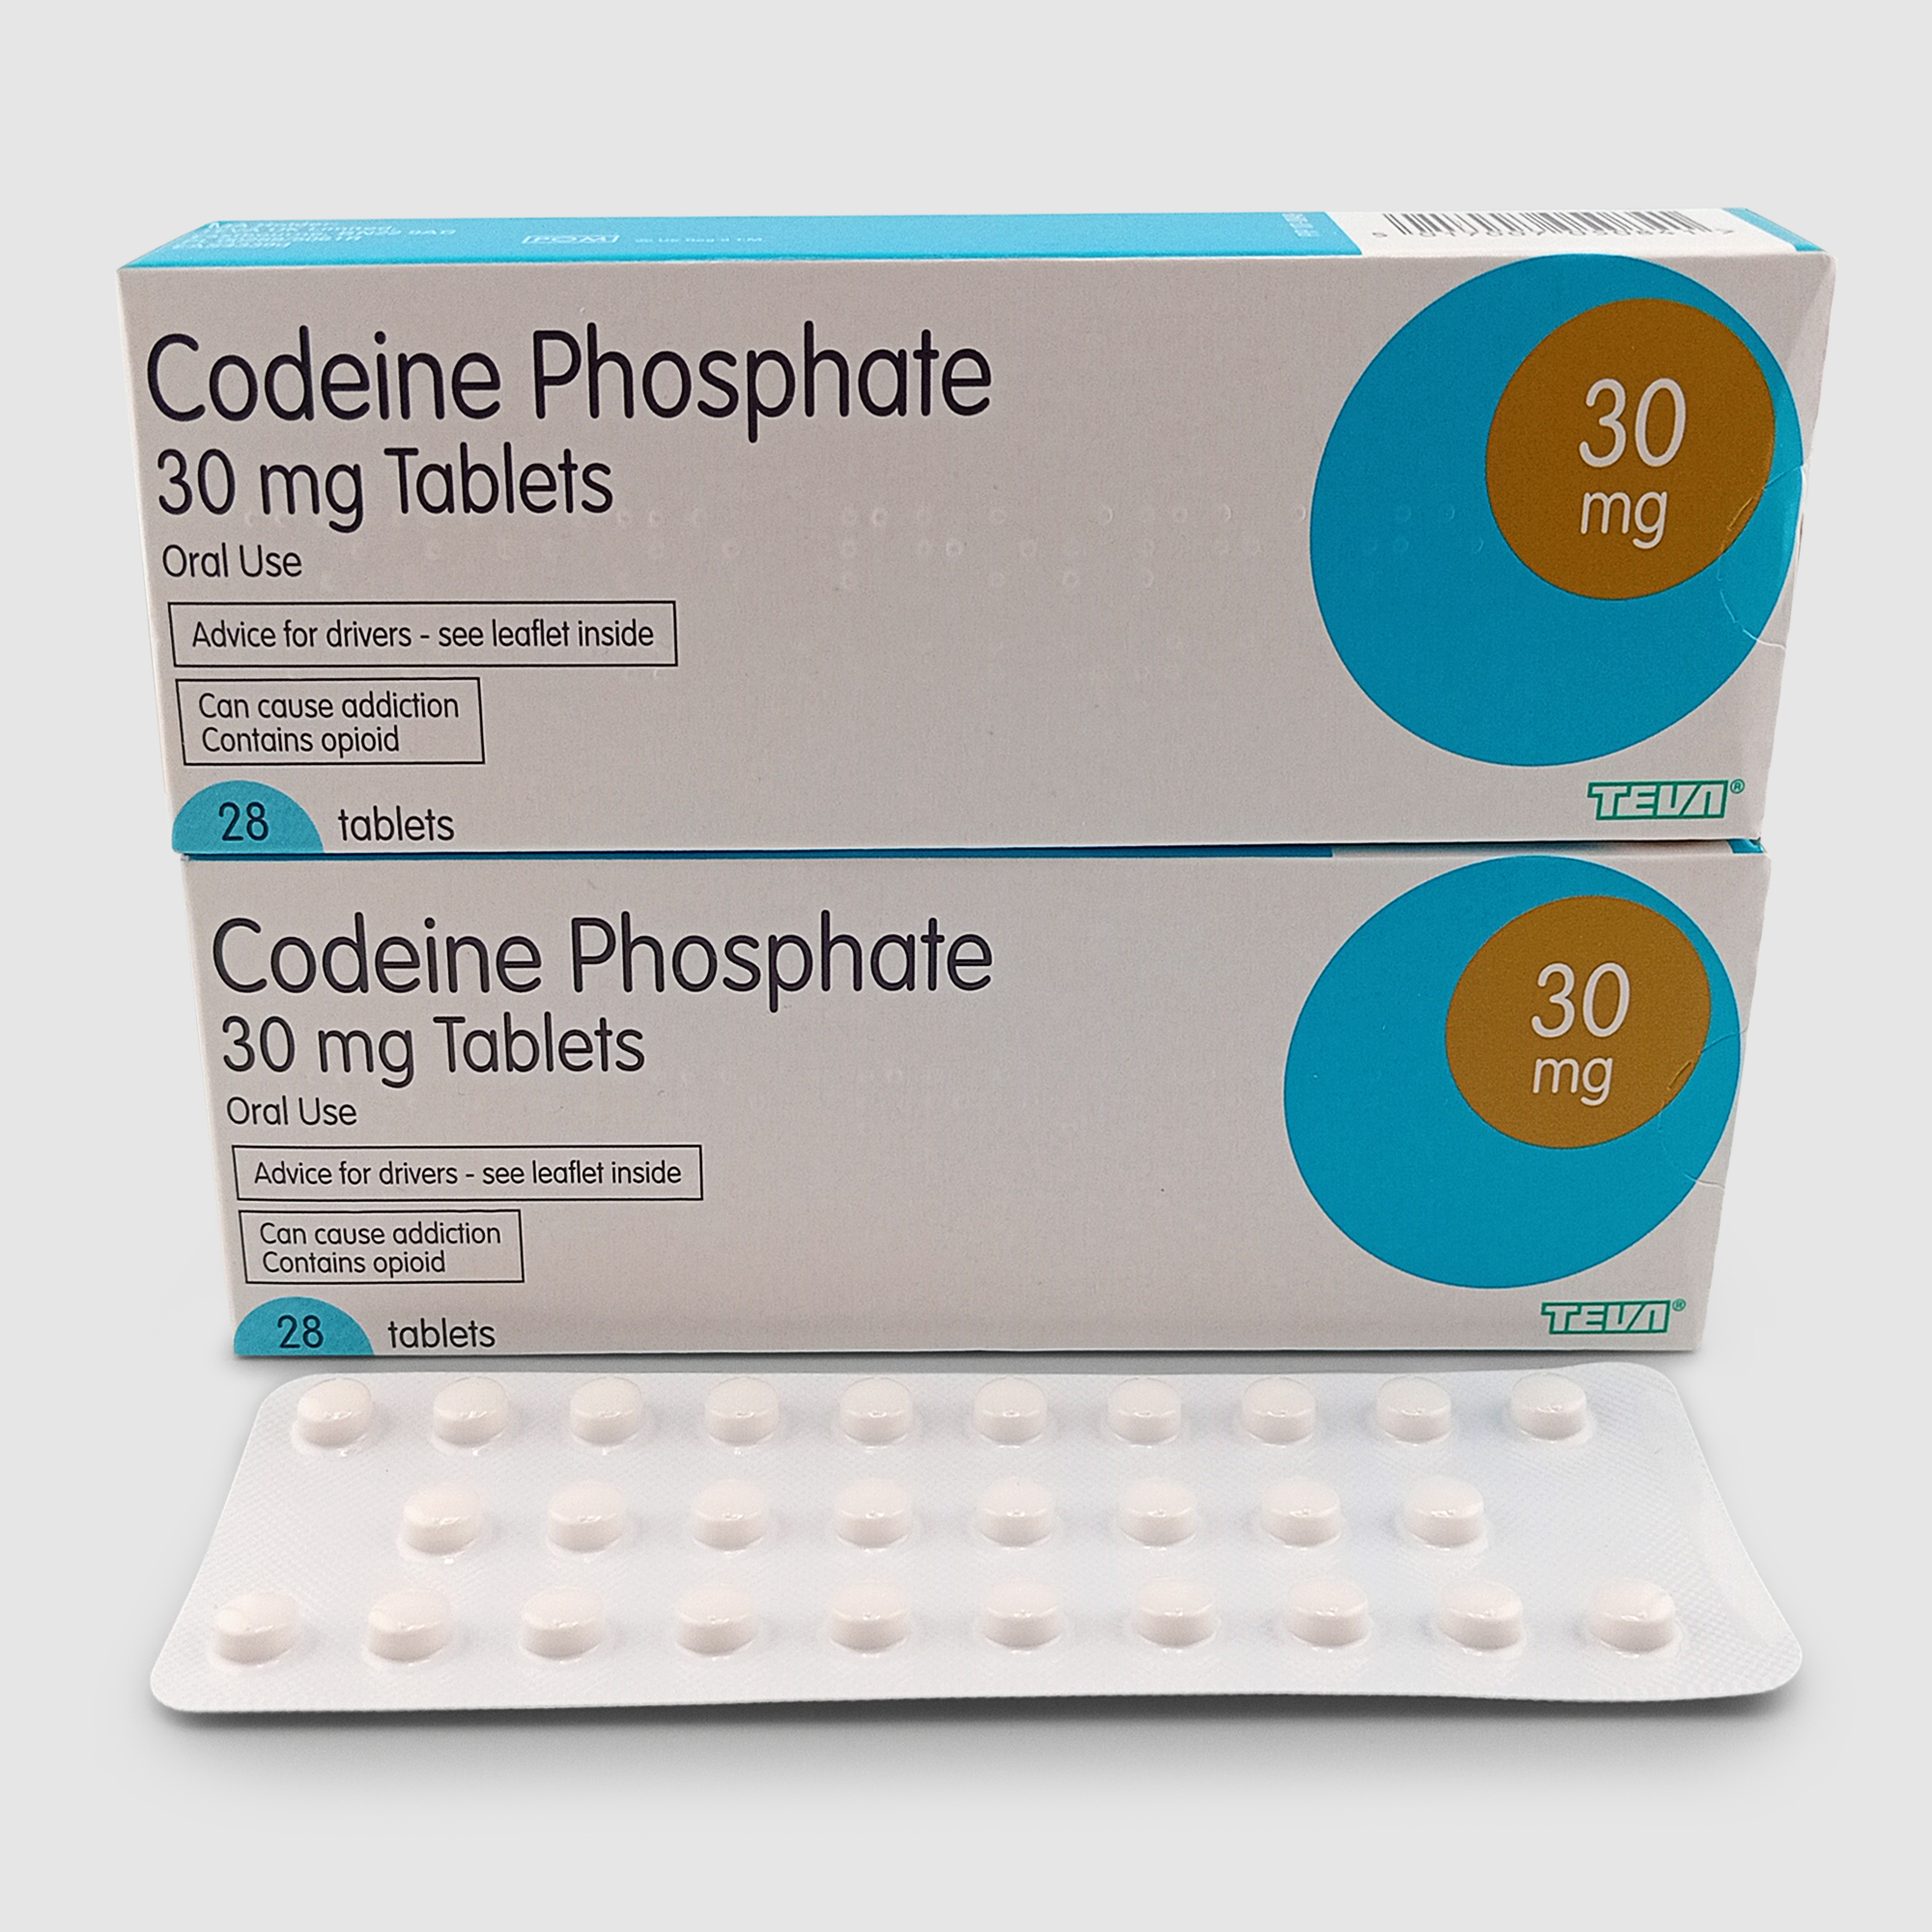 POM
Codeine Phosphate
30 mg Tablets
Oral Use
Advice for drivers - see leaflet inside
Can cause addiction
Contains opioid
28 tablets
30
mg
TEVA®
Codeine Phosphate
30 mg Tablets
Oral Use
Advice for drivers - see leaflet inside
Can cause addiction
Contains opioid
28 tablets
30
mg
TEVA®